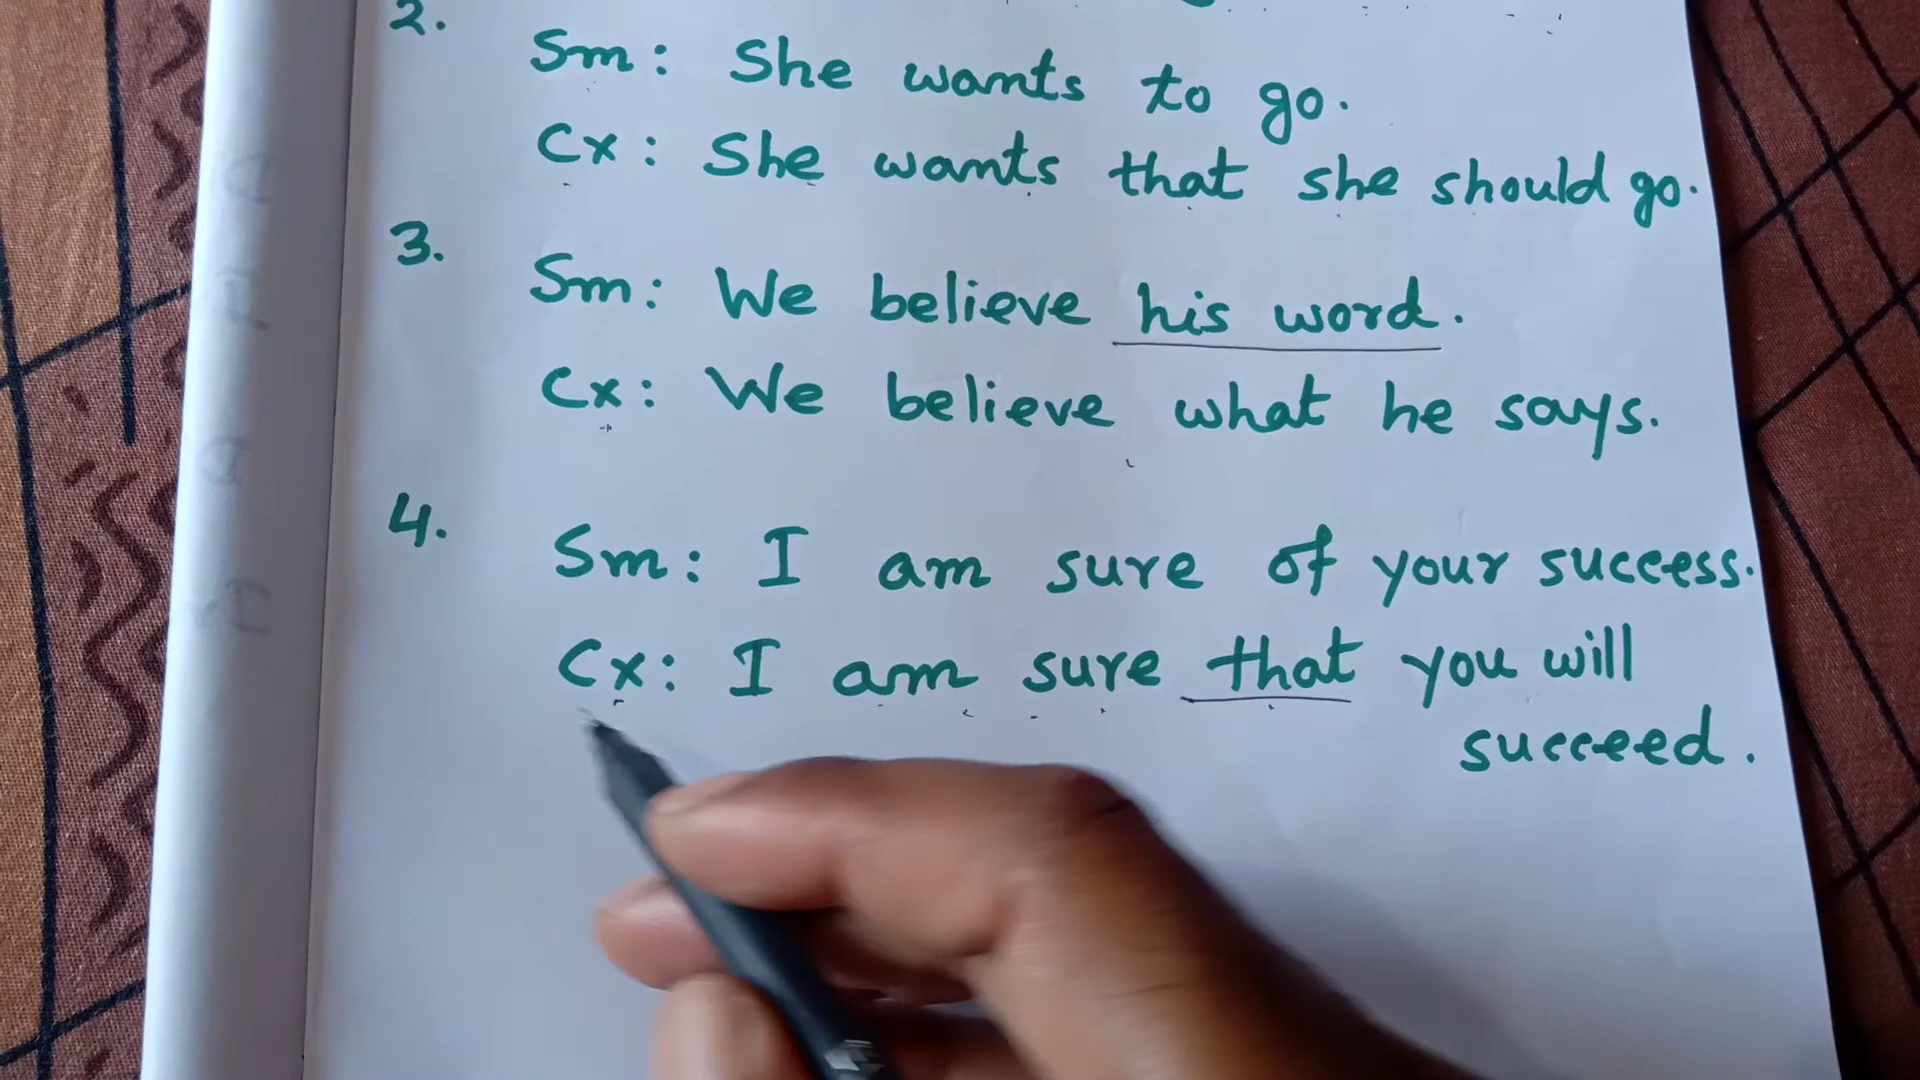 2.
Sm: She wants to go.
Cx: She wants that she should go.
3.
Sm: We believe his word.
Cx: We believe what he says.
4.
Sm: I am sure of your success.
Cx: I am sure that you will
succeed.